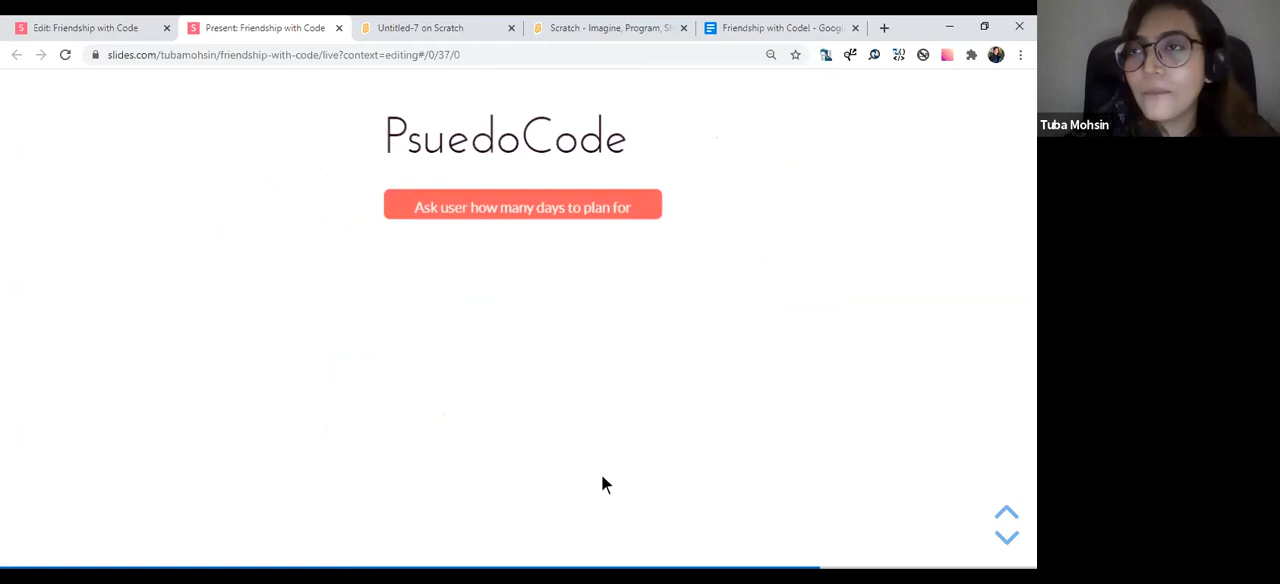 Edit: Friendship with Code
Present: Friendship with Code
Untitled-7 on Scratch
Scratch - Imagine, Program, Sh
Friendship with Code! - Goog
slides.com/tubamohsin/friendship-with-code/live?context=editing#/0/37/0
Tuba Mohsin
PsuedoCode
Ask user how many days to plan for